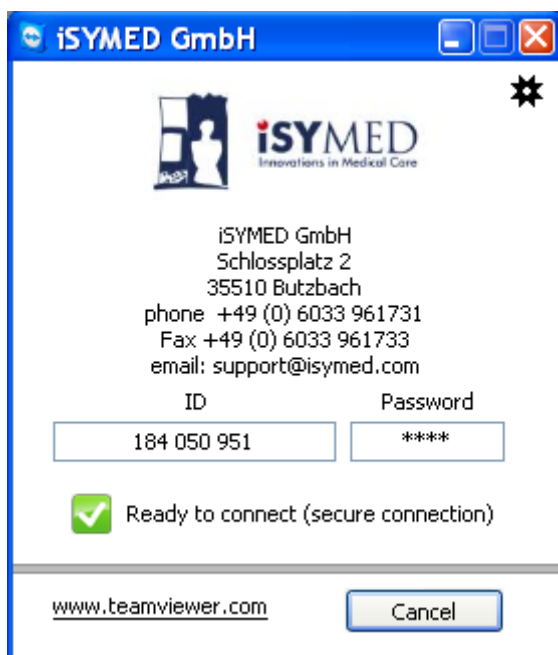 iSYMED GmbH
iSYMED
Innovations in Medical Care
iSYMED GmbH
Schlossplatz 2
35510 Butzbach
phone +49 (0) 6033 961731
Fax +49 (0) 6033 961733
email: support@isymed.com
ID Password
184 050 951 ****
Ready to connect (secure connection)
www.teamviewer.com Cancel